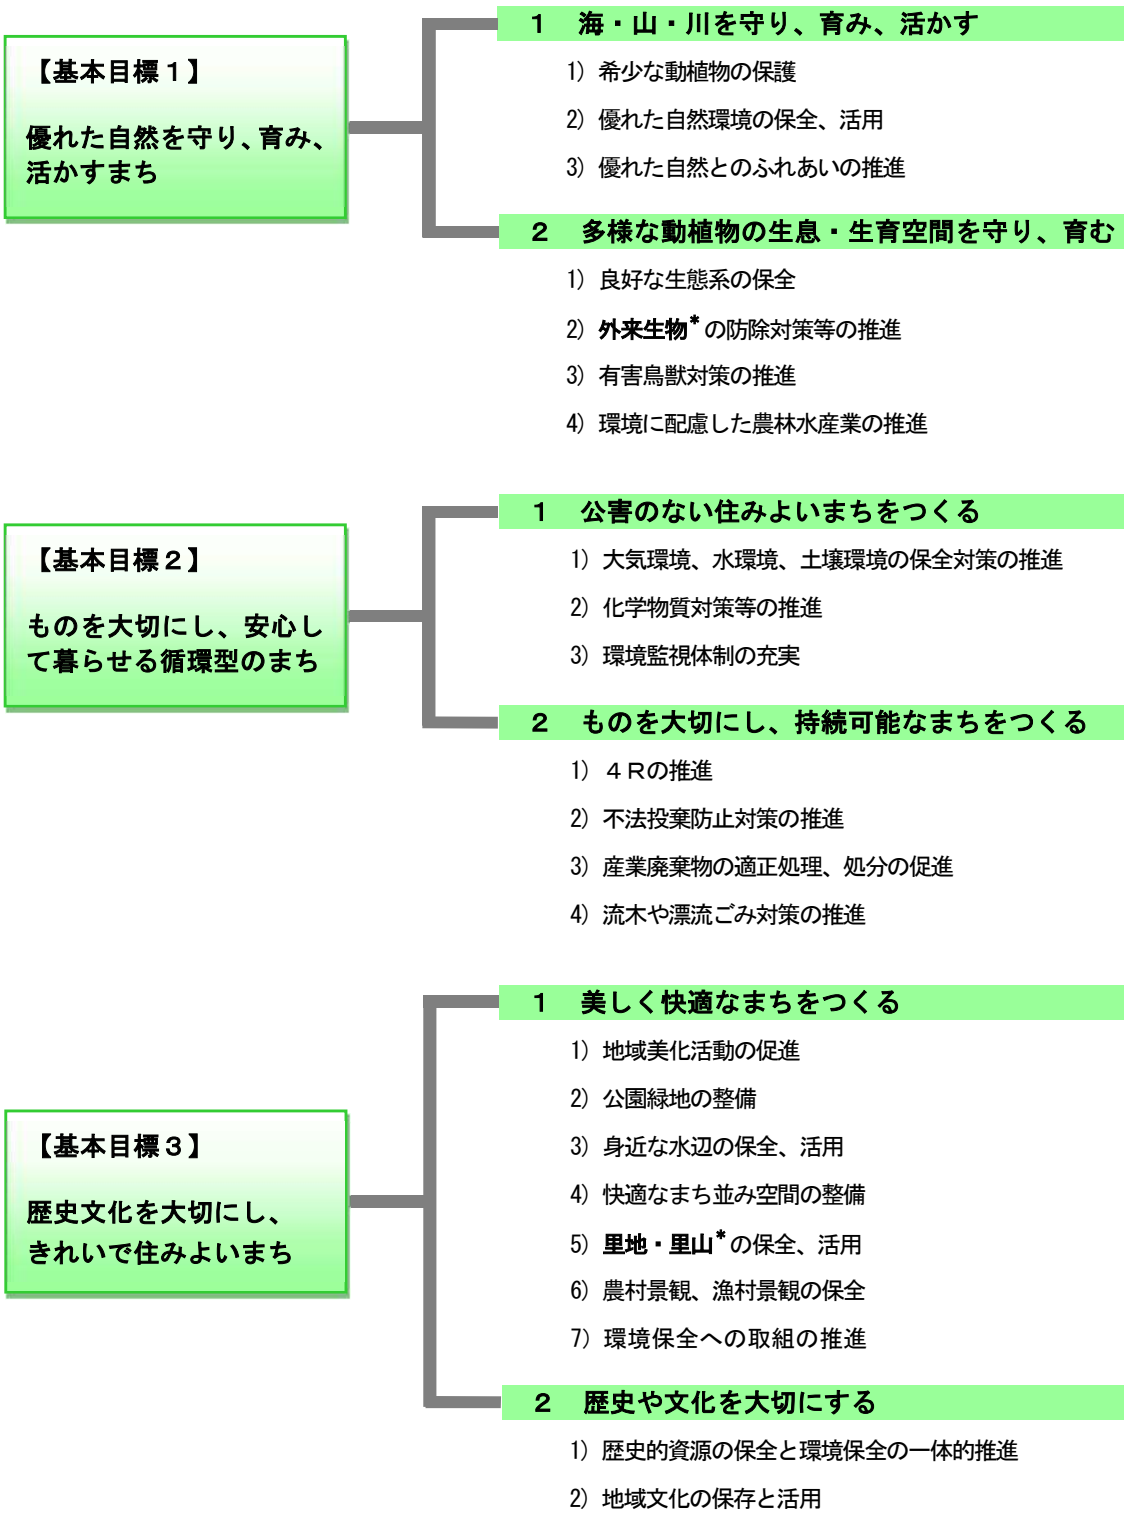 【基本目標１】
優れた自然を守り、育み、
活かすまち
１　海・山・川を守り、育み、活かす
1) 希少な動植物の保護
2) 優れた自然環境の保全、活用
3) 優れた自然とのふれあいの推進
２　多様な動植物の生息・生育空間を守り、育む
1) 良好な生態系の保全
2) 外来生物*の防除対策等の推進
3) 有害鳥獣対策の推進
4) 環境に配慮した農林水産業の推進
【基本目標２】
ものを大切にし、安心し
て暮らせる循環型のまち
１　公害のない住みよいまちをつくる
1) 大気環境、水環境、土壌環境の保全対策の推進
2) 化学物質対策等の推進
3) 環境監視体制の充実
２　ものを大切にし、持続可能なまちをつくる
1) ４Ｒの推進
2) 不法投棄防止対策の推進
3) 産業廃棄物の適正処理、処分の促進
4) 流木や漂流ごみ対策の推進
【基本目標３】
歴史文化を大切にし、
きれいで住みよいまち
１　美しく快適なまちをつくる
1) 地域美化活動の促進
2) 公園緑地の整備
3) 身近な水辺の保全、活用
4) 快適なまち並み空間の整備
5) 里地・里山*の保全、活用
6) 農村景観、漁村景観の保全
7) 環境保全への取組の推進
２　歴史や文化を大切にする
1) 歴史的資源の保全と環境保全の一体的推進
2) 地域文化の保存と活用